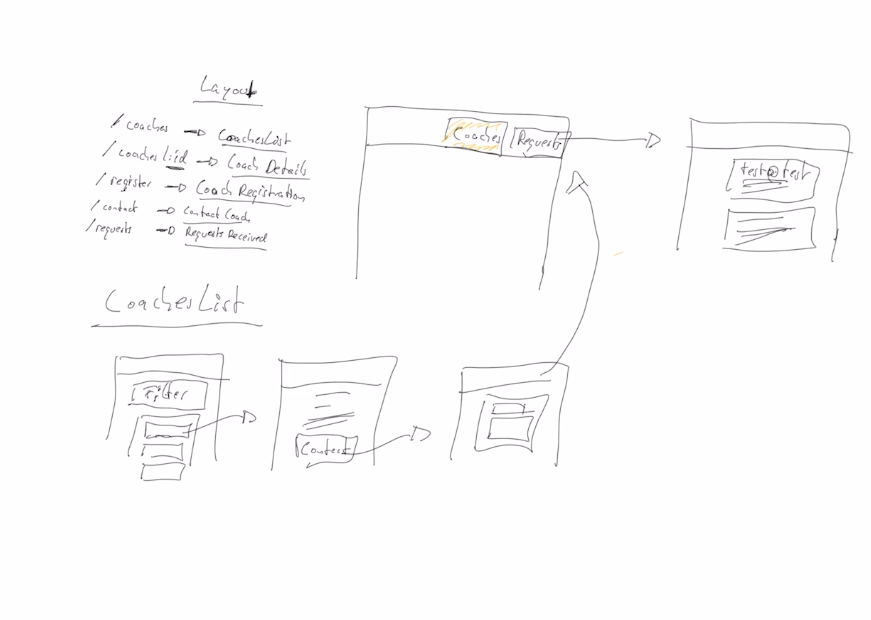 Layout
/coaches → CoachesList
/coaches/:id → Coach Details
/register → Coach Registration
/contact → Contact Coach
/requests → Requests Received
Coaches Requests
test@test
CoachesList
Filter
Contact